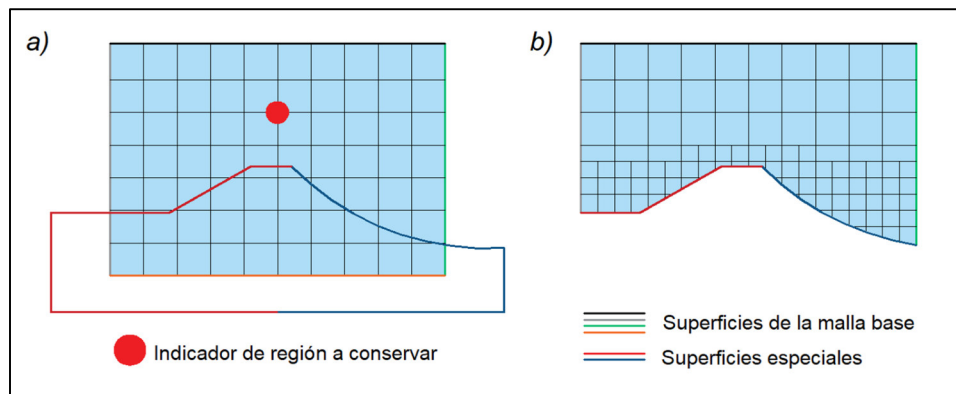 a)
b)
Indicador de región a conservar
Superficies de la malla base
Superficies especiales